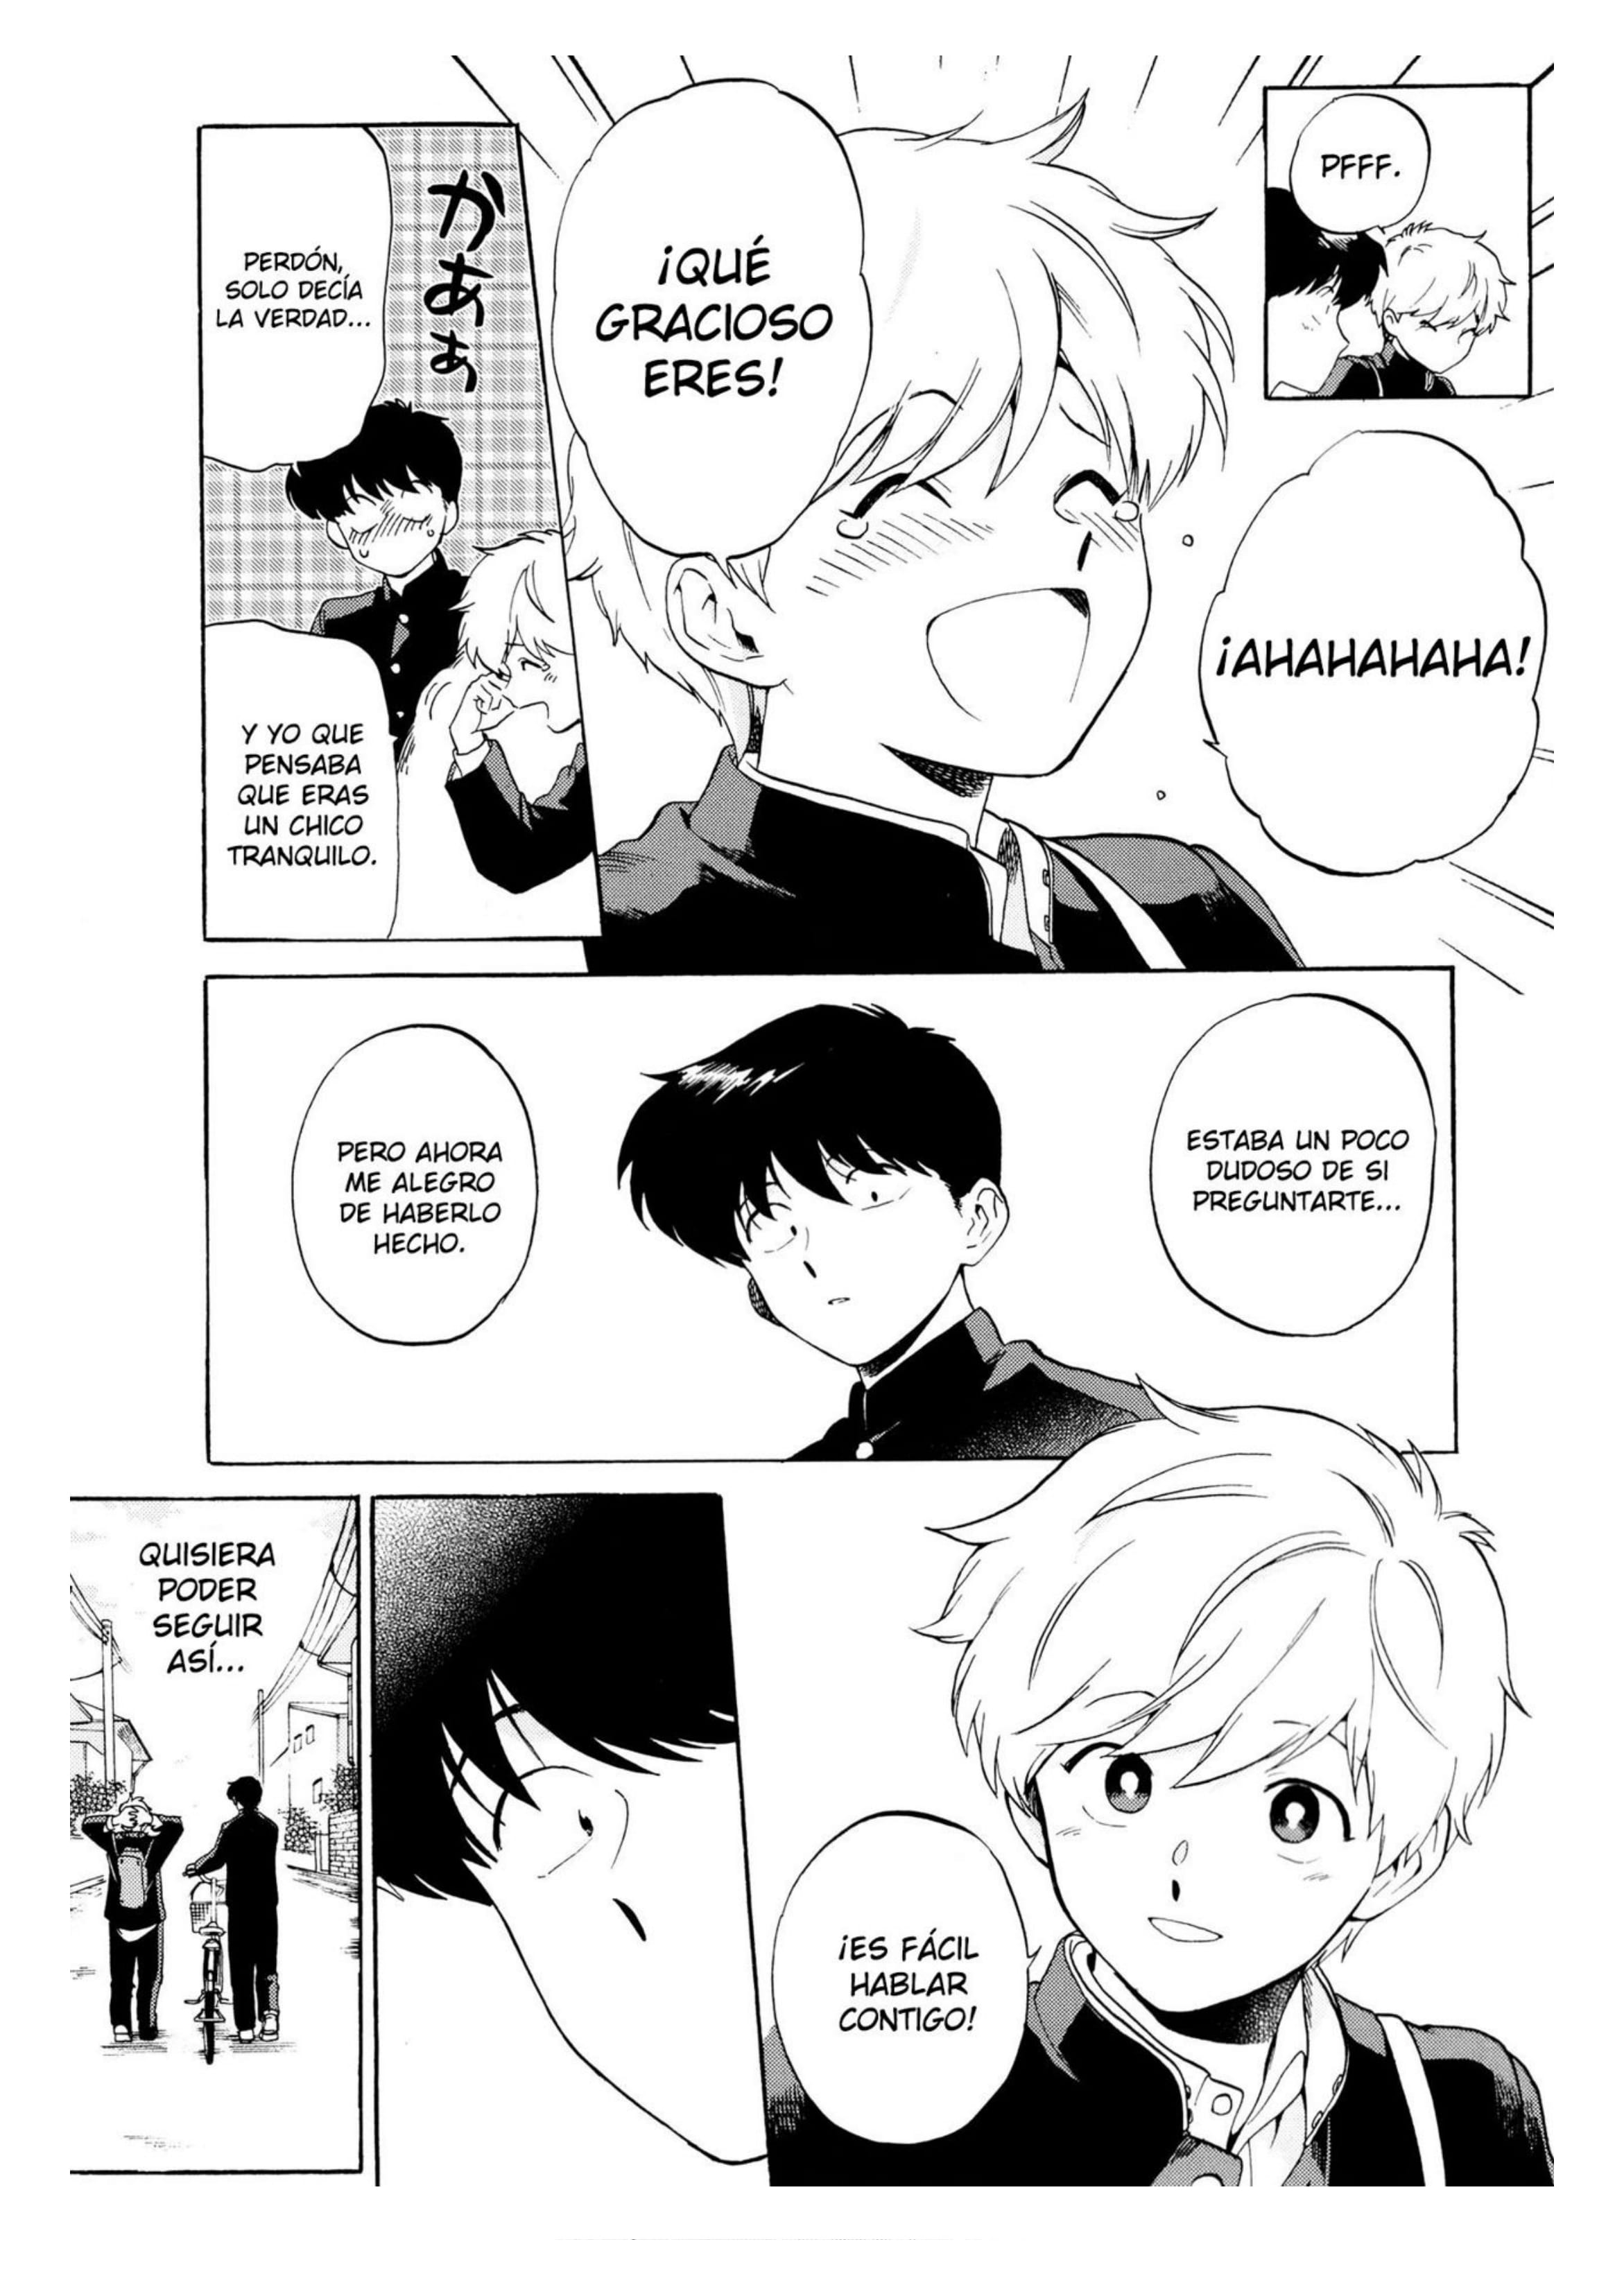 PFFF.
¡AHAHAHAHA!
¡QUÉ
GRACIOSO
ERES!
かあぁ
PERDÓN,
SOLO DECÍA
LA VERDAD...
Y YO QUE
PENSABA
QUE ERAS
UN CHICO
TRANQUILO.
ESTABA UN POCO
DUDOSO DE SI
PREGUNTARTE...
PERO AHORA
ME ALEGRO
DE HABERLO
HECHO.
¡ES FÁCIL
HABLAR
CONTIGO!
QUISIERA
PODER
SEGUIR
ASÍ...